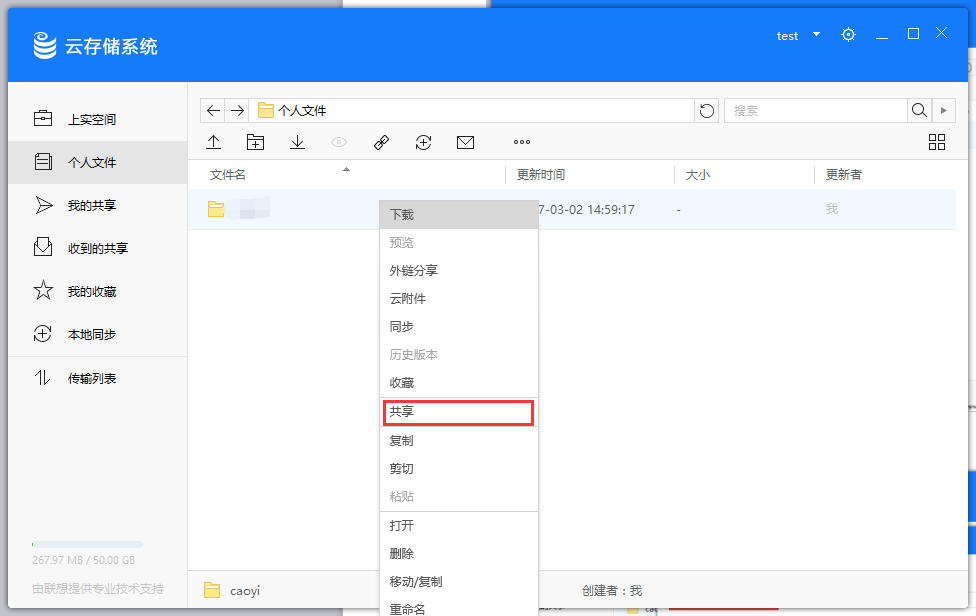 云存储系统
test
上实空间
个人文件
我的共享
收到的共享
我的收藏
本地同步
传输列表
267.97 MB / 50.00 GB
由联想提供专业技术支持
个人文件
搜索
文件名
更新时间
大小
更新者
7-03-02 14:59:17
-
我
下载
预览
外链分享
云附件
同步
历史版本
收藏
共享
复制
剪切
粘贴
打开
删除
移动/复制
重命名
caoyi
创建者：我